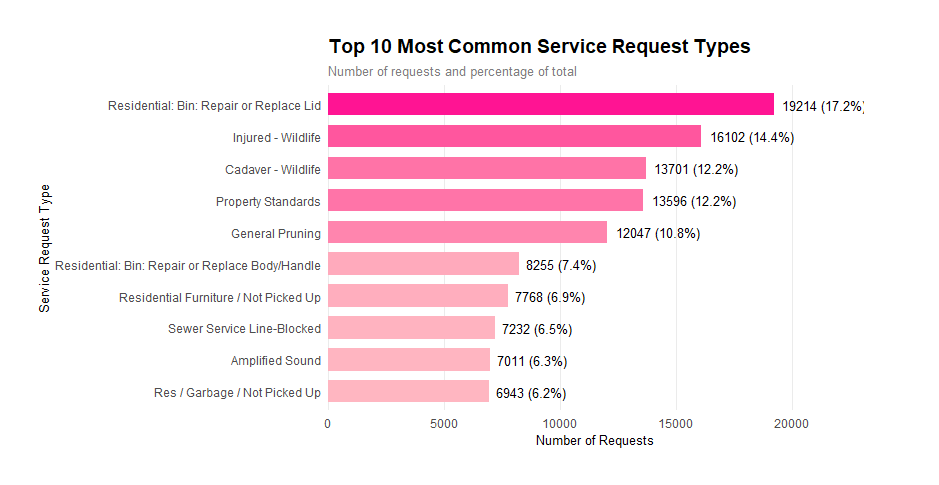 Top 10 Most Common Service Request Types
Number of requests and percentage of total
Service Request Type
Residential: Bin: Repair or Replace Lid 19214 (17.2%)
Injured - Wildlife 16102 (14.4%)
Cadaver - Wildlife 13701 (12.2%)
Property Standards 13596 (12.2%)
General Pruning 12047 (10.8%)
Residential: Bin: Repair or Replace Body/Handle 8255 (7.4%)
Residential Furniture / Not Picked Up 7768 (6.9%)
Sewer Service Line-Blocked 7232 (6.5%)
Amplified Sound 7011 (6.3%)
Res / Garbage / Not Picked Up 6943 (6.2%)
0 5000 10000 15000 20000
Number of Requests